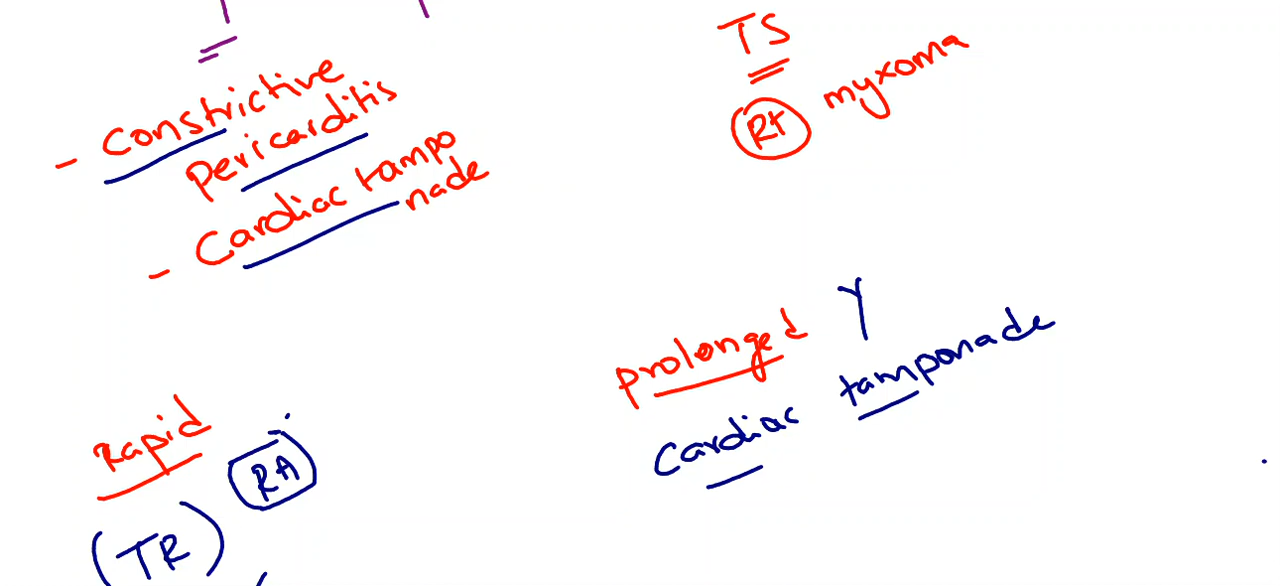 TS
Rt myxoma
- Constrictive
Pericarditis
- Cardiac tampo
nade
prolonged Y
Cardiac tamponade
Rapid
RA
(TR)